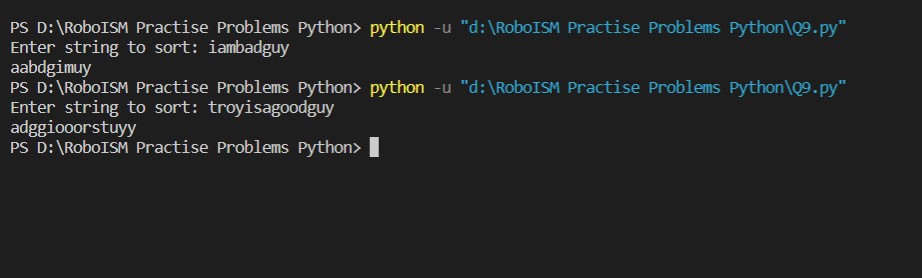 PS D:\RoboISM Practise Problems Python> python -u "d:\RoboISM Practise Problems Python\Q9.py"
Enter string to sort: iambadguy
aabdgimuy
PS D:\RoboISM Practise Problems Python> python -u "d:\RoboISM Practise Problems Python\Q9.py"
Enter string to sort: troyisagoodguy
adggiooorstuyy
PS D:\RoboISM Practise Problems Python>